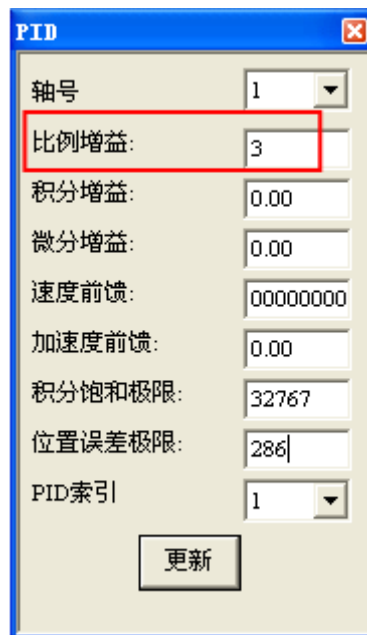 PID
轴号 1
比例增益: 3
积分增益: 0.00
微分增益: 0.00
速度前馈: 00000000
加速度前馈: 0.00
积分饱和极限: 32767
位置误差极限: 286
PID索引 1
更新